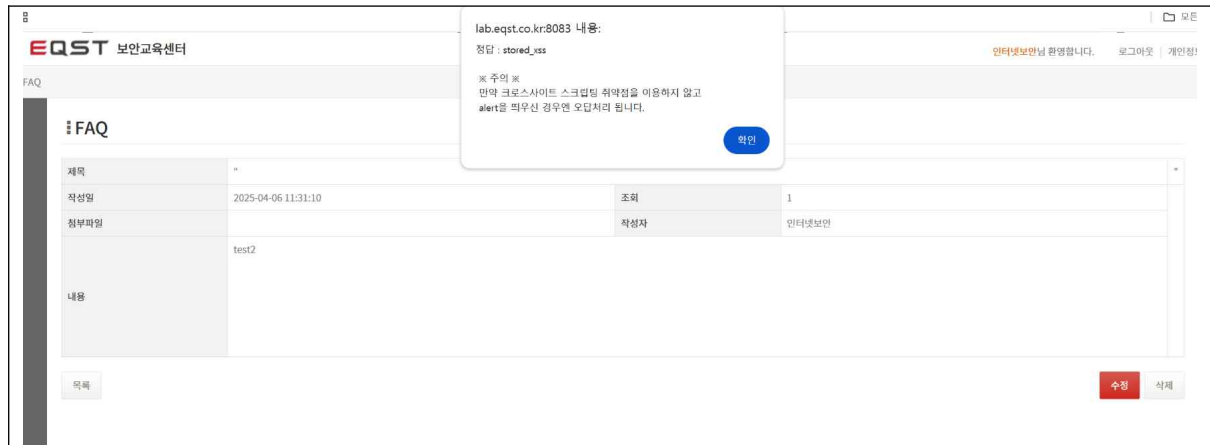 모든
lab.eqst.co.kr:8083 내용:
정답 : stored_xss
※ 주의 ※
만약 크로스사이트 스크립팅 취약점을 이용하지 않고
alert을 띄우신 경우엔 오답처리 됩니다.
확인
EQST 보안교육센터
인터넷보안님 환영합니다. 로그아웃 개인정보
FAQ
FAQ
제목 "
작성일 2025-04-06 11:31:10 조회 1
첨부파일 작성자 인터넷보안
내용 test2
목록 수정 삭제